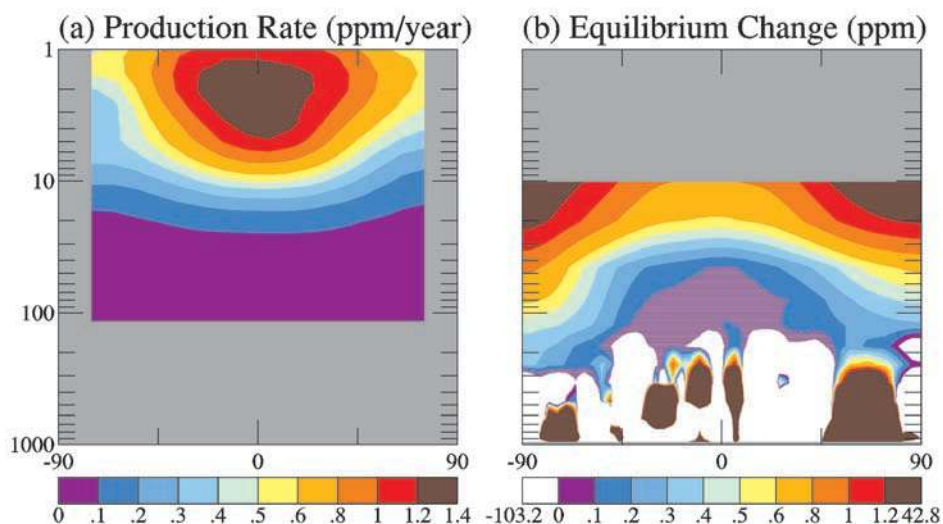 (a) Production Rate (ppm/year)
(b) Equilibrium Change (ppm)
1
10
100
1000
-90
0
90
-90
0
90
0 .1 .2 .3 .4 .5 .6 .8 1 1.2 1.4
-103.2 0 .1 .2 .3 .4 .5 .6 .8 1 1.2 42.8